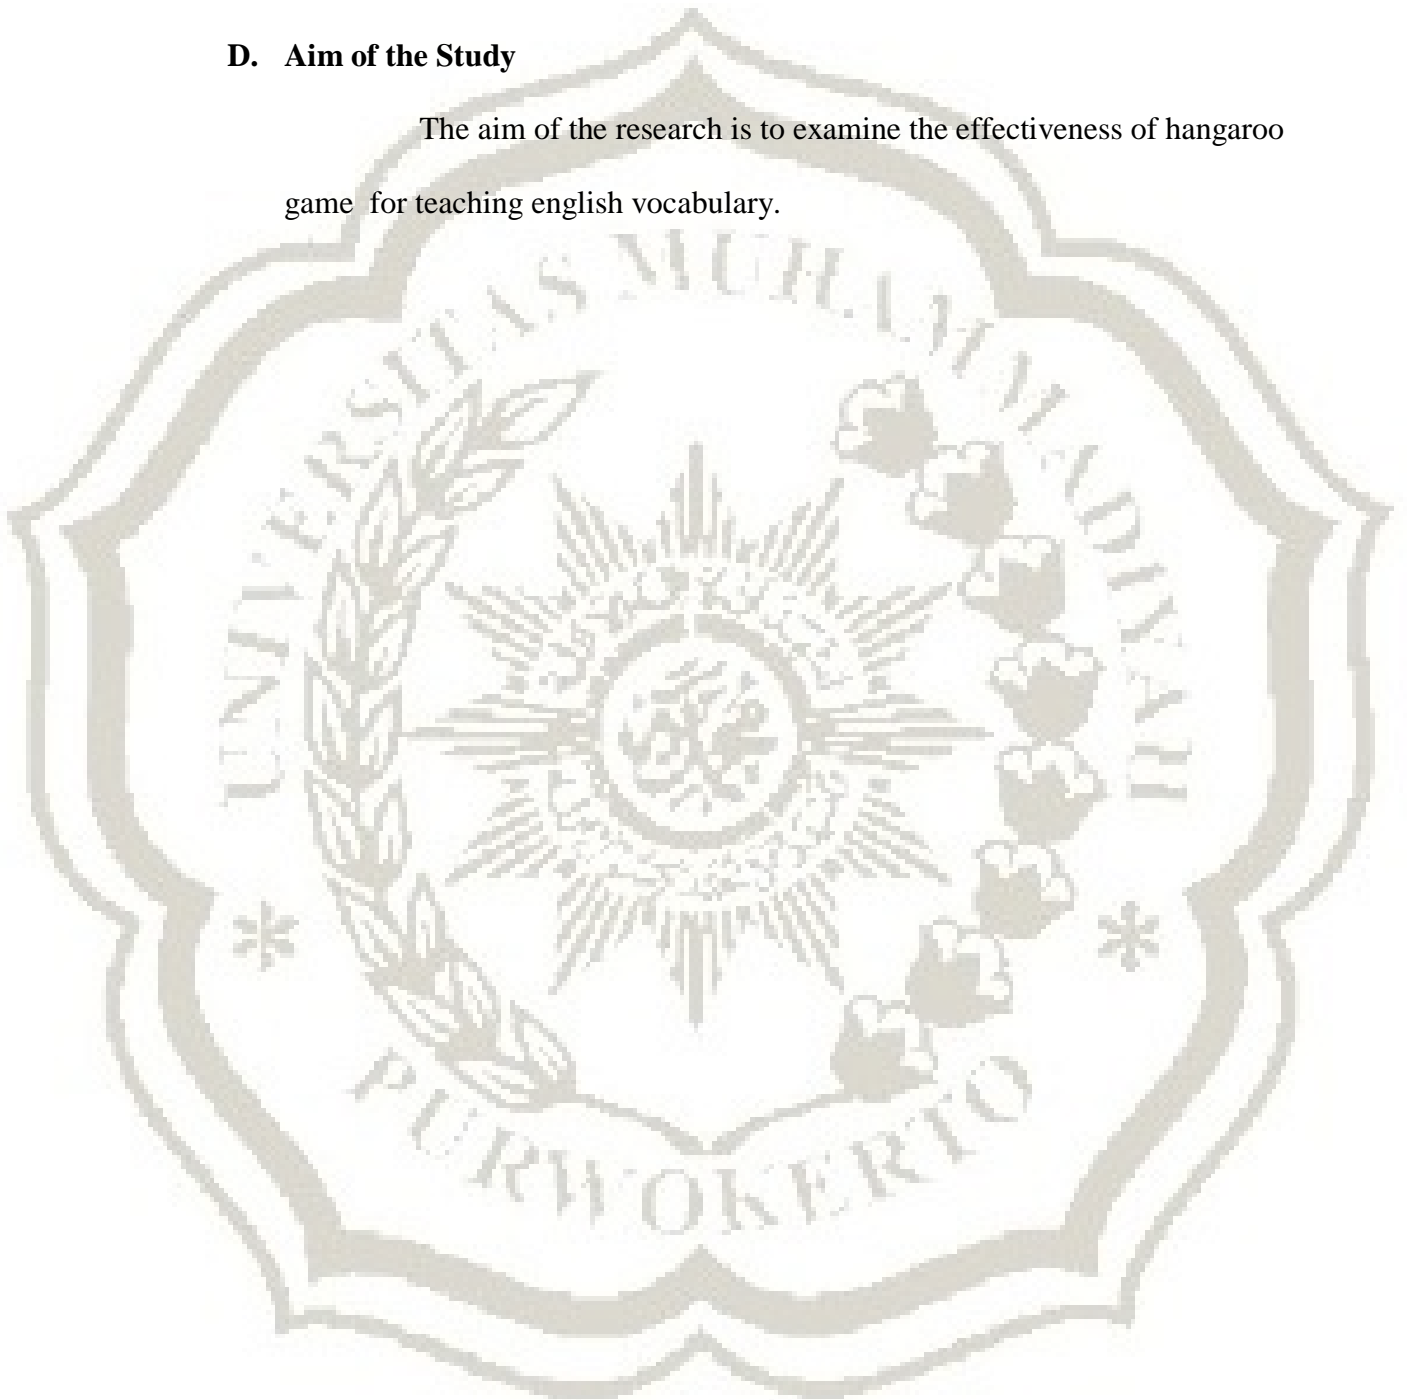 D. Aim of the Study
The aim of the research is to examine the effectiveness of hangaroo
game  for teaching english vocabulary.
UNIVERSITAS MUHAMMADIYAH
PURWOKERTO